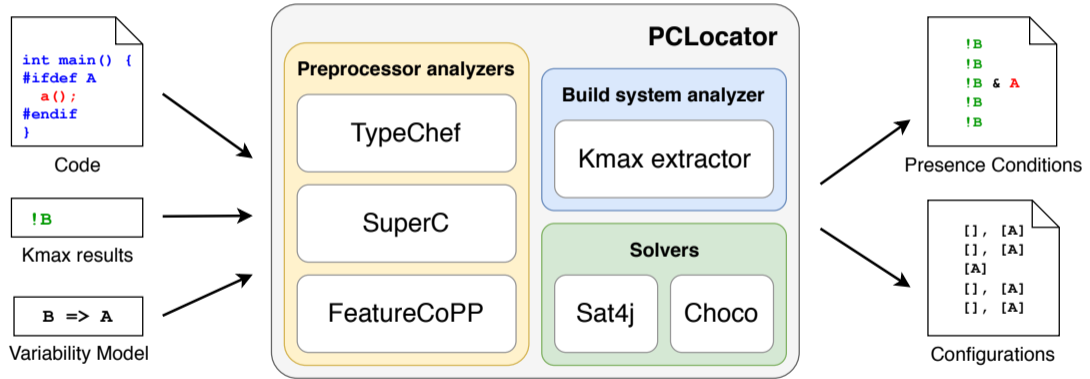 int main() {
#ifdef A
a();
#endif
}
Code
!B
Kmax results
B => A
Variability Model
PCLocator
Preprocessor analyzers
TypeChef
SuperC
FeatureCoPP
Build system analyzer
Kmax extractor
Solvers
Sat4j
Choco
!B
!B
!B & A
!B
!B
Presence Conditions
[], [A]
[], [A]
[A]
[], [A]
[], [A]
Configurations